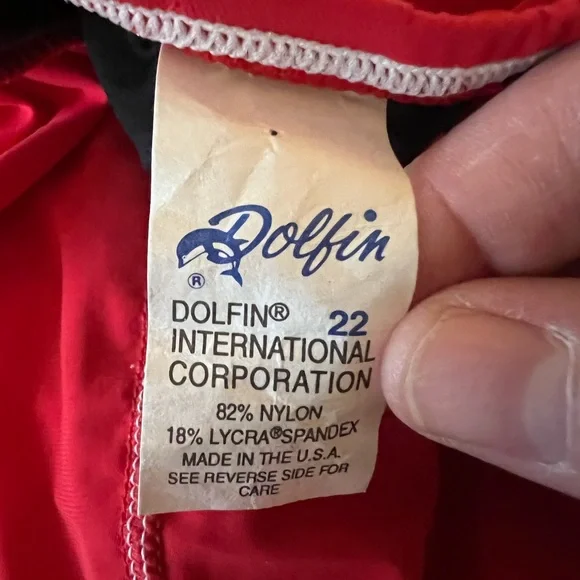 Dolfin
®
DOLFIN® 22
INTERNATIONAL
CORPORATION
82% NYLON
18% LYCRA®SPANDEX
MADE IN THE U.S.A.
SEE REVERSE SIDE FOR
CARE